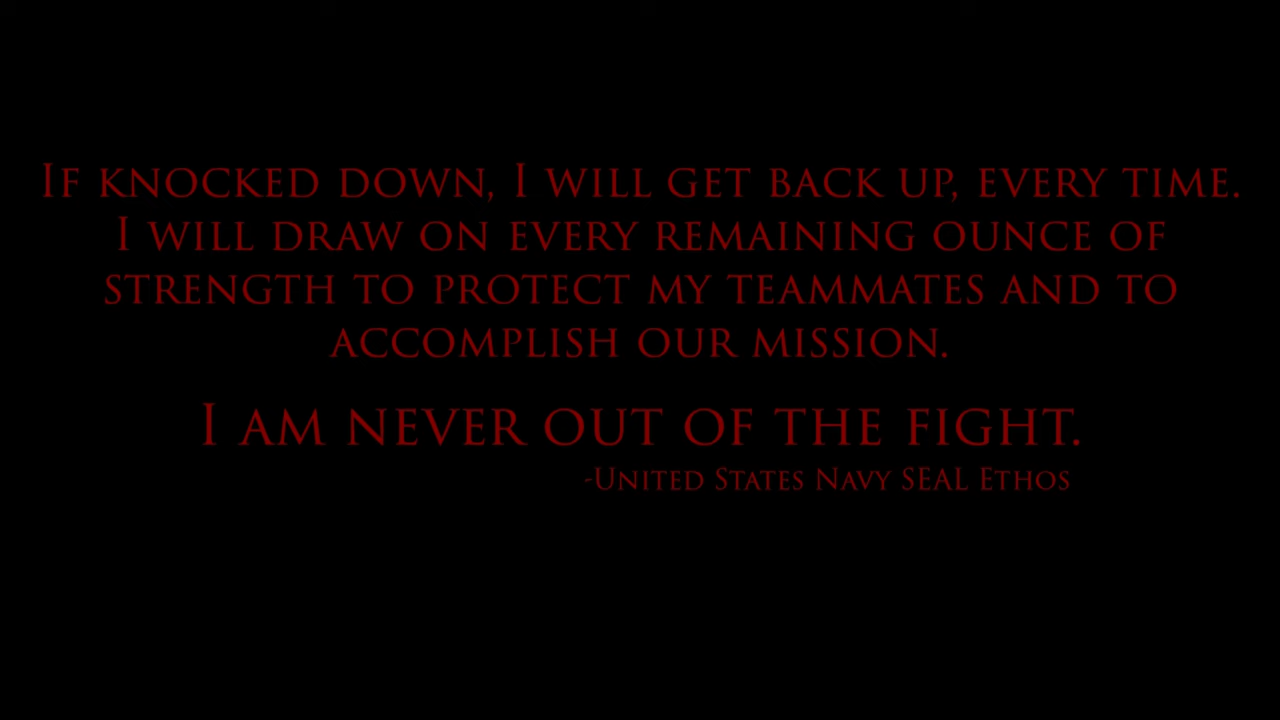 If knocked down, I will get back up, every time.
I will draw on every remaining ounce of
strength to protect my teammates and to
accomplish our mission.
I am never out of the fight.
-United States Navy SEAL Ethos